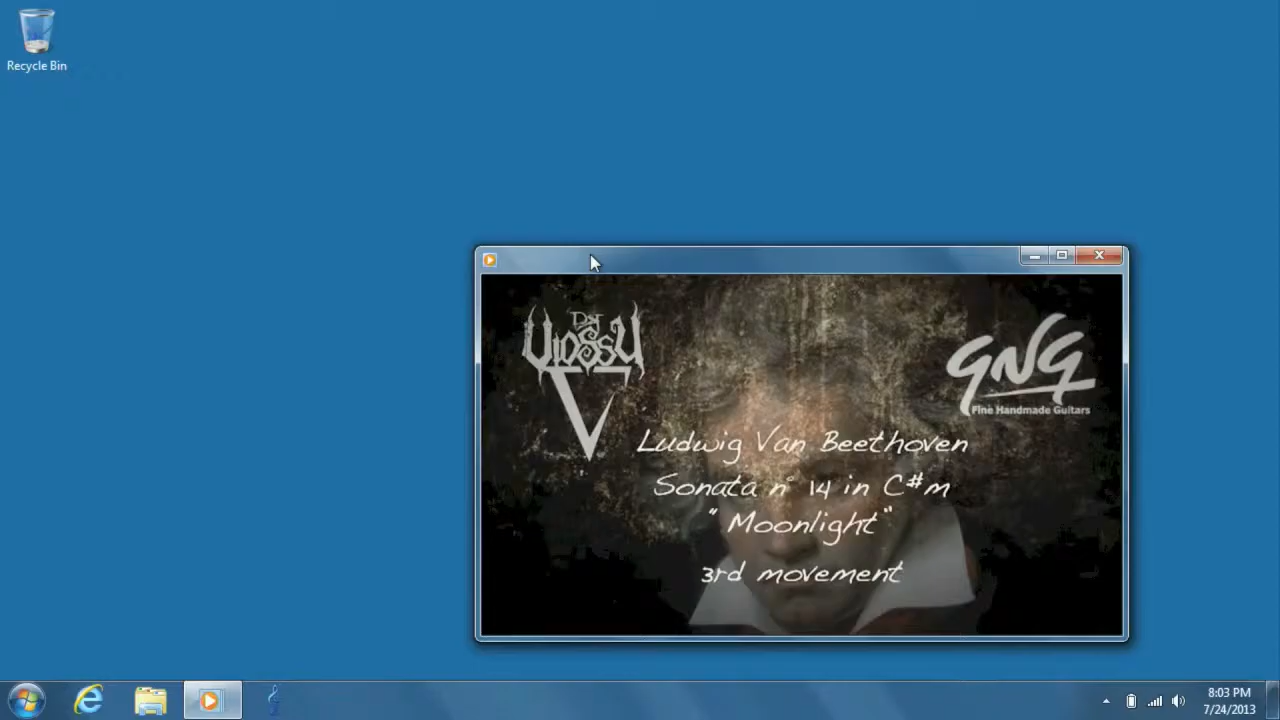 Recycle Bin
Der
ViossY
V
GNG
Fine Handmade Guitars
Ludwig Van Beethoven
Sonata n° 14 in C#m
"Moonlight"
3rd movement
8:03 PM
7/24/2013